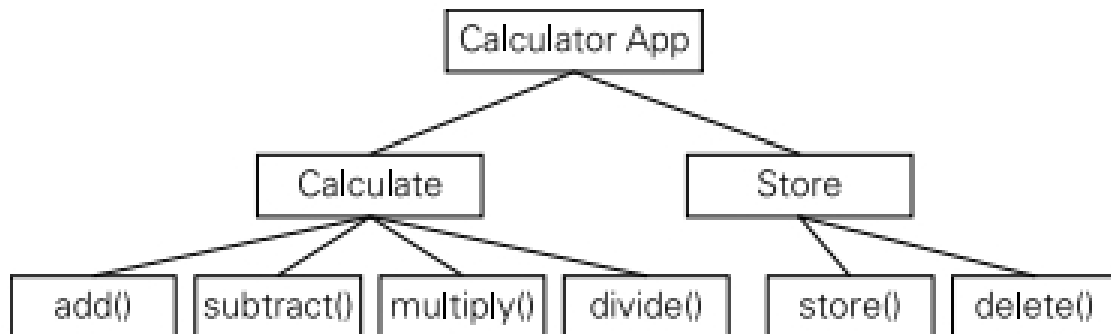 Calculator App
Calculate
Store
add()
subtract()
multiply()
divide()
store()
delete()